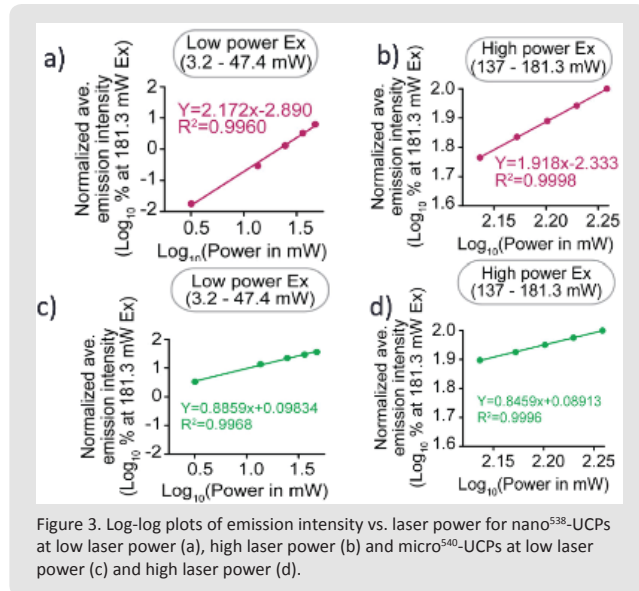 a)
Low power Ex
(3.2 - 47.4 mW)
Normalized ave.
emission intensity
(Log10 % at 181.3 mW Ex)
2
1
0
-1
-2
Y=2.172x-2.890
R²=0.9960
0.5 1.0 1.5
Log10(Power in mW)
b)
High power Ex
(137 - 181.3 mW)
Normalized ave.
emission intensity
(Log10 % at 181.3 mW Ex)
2.0
1.9
1.8
1.7
1.6
Y=1.918x-2.333
R²=0.9998
2.15 2.20 2.25
Log10(Power in mW)
c)
Low power Ex
(3.2 - 47.4 mW)
Normalized ave.
emission intensity
(Log10 % at 181.3 mW Ex)
2
1
0
-1
-2
Y=0.8859x+0.09834
R²=0.9968
0.5 1.0 1.5
Log10(Power in mW)
d)
High power Ex
(137 - 181.3 mW)
Normalized ave.
emission intensity
(Log10 % at 181.3 mW Ex)
2.0
1.9
1.8
1.7
1.6
Y=0.8459x+0.08913
R²=0.9996
2.15 2.20 2.25
Log10(Power in mW)
Figure 3. Log-log plots of emission intensity vs. laser power for nano⁵³⁸-UCPs
at low laser power (a), high laser power (b) and micro⁵⁴⁰-UCPs at low laser
power (c) and high laser power (d).